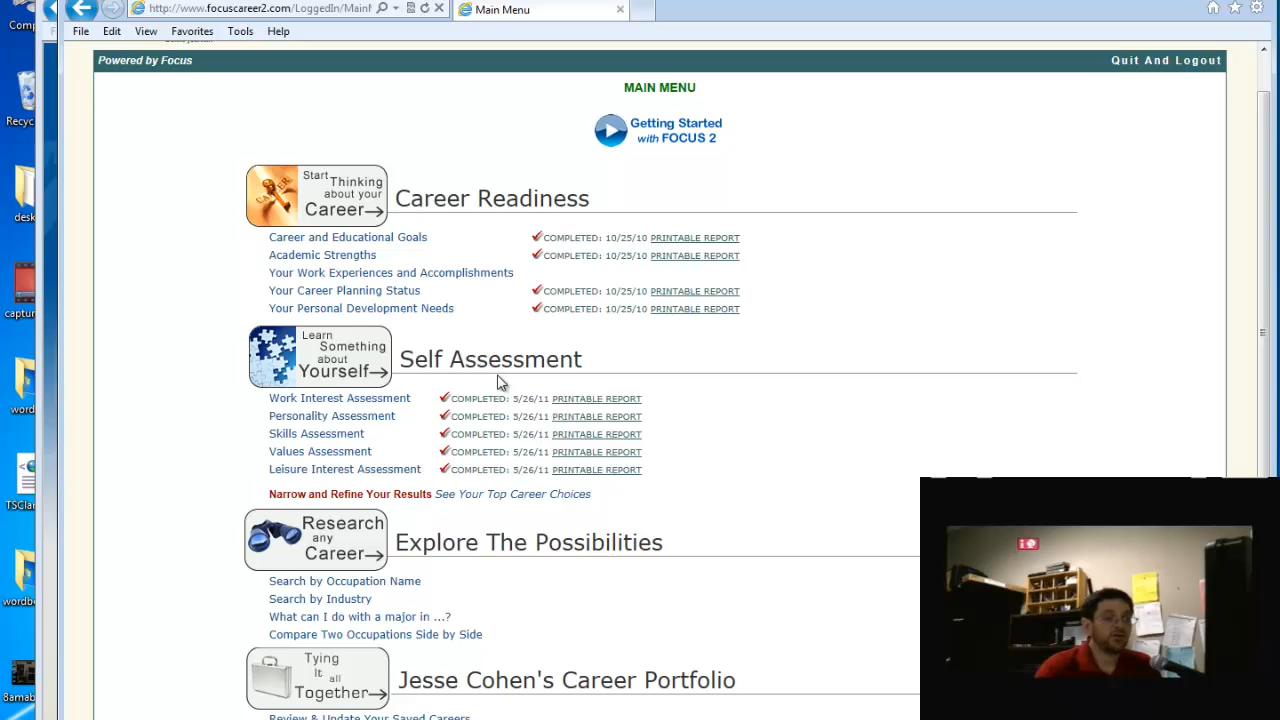 Comp
http://www.focuscareer2.com/LoggedIn/MainM
Main Menu
File Edit View Favorites Tools Help
Powered by Focus
Quit And Logout
MAIN MENU
Getting Started
with FOCUS 2
Recyc
Start
Thinking
about your
Career
Career Readiness
desk
Career and Educational Goals COMPLETED: 10/25/10 PRINTABLE REPORT
Academic Strengths COMPLETED: 10/25/10 PRINTABLE REPORT
Your Work Experiences and Accomplishments
Your Career Planning Status COMPLETED: 10/25/10 PRINTABLE REPORT
Your Personal Development Needs COMPLETED: 10/25/10 PRINTABLE REPORT
captur
Learn
Something
about
Yourself
Self Assessment
Work Interest Assessment COMPLETED: 5/26/11 PRINTABLE REPORT
word
Personality Assessment COMPLETED: 5/26/11 PRINTABLE REPORT
Skills Assessment COMPLETED: 5/26/11 PRINTABLE REPORT
Values Assessment COMPLETED: 5/26/11 PRINTABLE REPORT
Leisure Interest Assessment COMPLETED: 5/26/11 PRINTABLE REPORT
Narrow and Refine Your Results See Your Top Career Choices
TSClar
Research
any
Career
Explore The Possibilities
Search by Occupation Name
Search by Industry
wordbe
What can I do with a major in ...?
Compare Two Occupations Side by Side
Tying
It
all
Together
Jesse Cohen's Career Portfolio
8amab
Review & Update Your Saved Careers